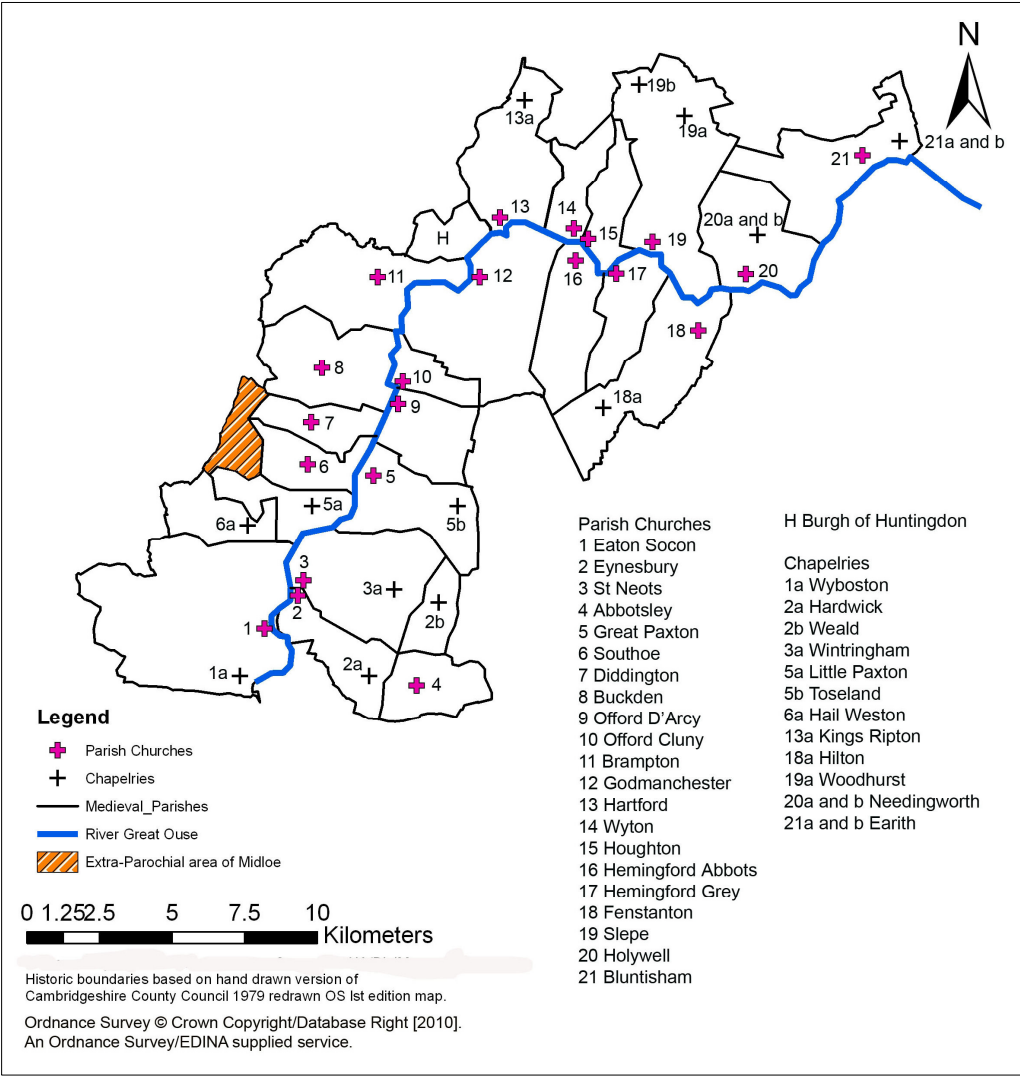 N
19b
13a
19a
21a and b
21
13
14
20a and b
15
19
H
16
17
20
11
12
18
8
10
9
18a
7
6
5
5a
5b
6a
3
3a
2
2b
1
1a
2a
4
Legend
Parish Churches
Chapelries
Medieval_Parishes
River Great Ouse
Extra-Parochial area of Midloe
0 1.25 2.5 5 7.5 10
Kilometers
Historic boundaries based on hand drawn version of
Cambridgeshire County Council 1979 redrawn OS Ist edition map.
Ordnance Survey © Crown Copyright/Database Right [2010].
An Ordnance Survey/EDINA supplied service.
Parish Churches
1 Eaton Socon
2 Eynesbury
3 St Neots
4 Abbotsley
5 Great Paxton
6 Southoe
7 Diddington
8 Buckden
9 Offord D'Arcy
10 Offord Cluny
11 Brampton
12 Godmanchester
13 Hartford
14 Wyton
15 Houghton
16 Hemingford Abbots
17 Hemingford Grey
18 Fenstanton
19 Slepe
20 Holywell
21 Bluntisham
H Burgh of Huntingdon
Chapelries
1a Wyboston
2a Hardwick
2b Weald
3a Wintringham
5a Little Paxton
5b Toseland
6a Hail Weston
13a Kings Ripton
18a Hilton
19a Woodhurst
20a and b Needingworth
21a and b Earith